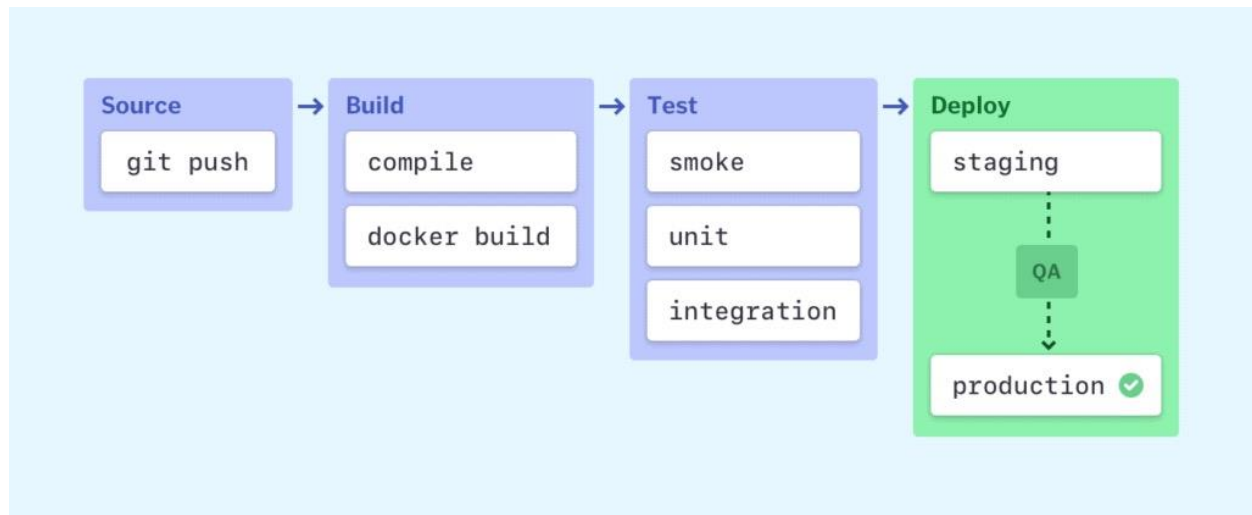 Source
git push
Build
compile
docker build
Test
smoke
unit
integration
Deploy
staging
QA
production